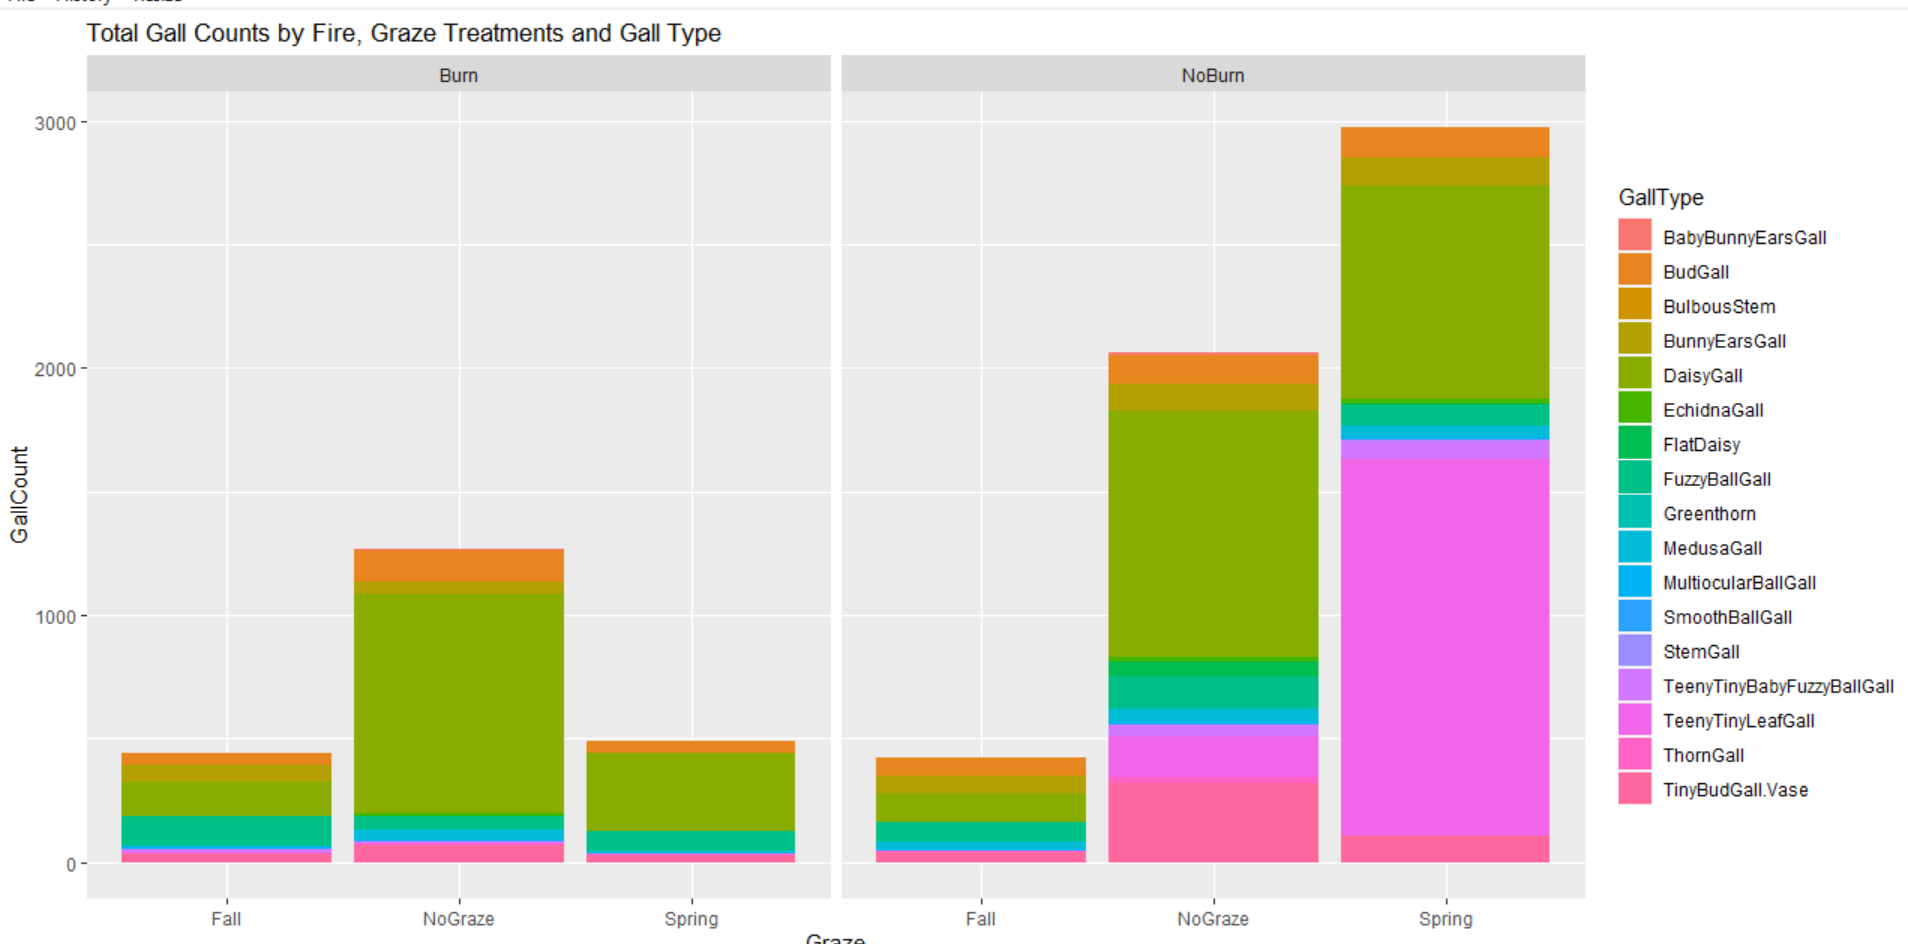 Total Gall Counts by Fire, Graze Treatments and Gall Type
Burn
NoBurn
3000
2000
1000
0
GallCount
Fall
NoGraze
Spring
Fall
NoGraze
Spring
Graze
GallType
BabyBunnyEarsGall
BudGall
BulbousStem
BunnyEarsGall
DaisyGall
EchidnaGall
FlatDaisy
FuzzyBallGall
Greenthorn
MedusaGall
MultiocularBallGall
SmoothBallGall
StemGall
TeenyTinyBabyFuzzyBallGall
TeenyTinyLeafGall
ThornGall
TinyBudGall.Vase